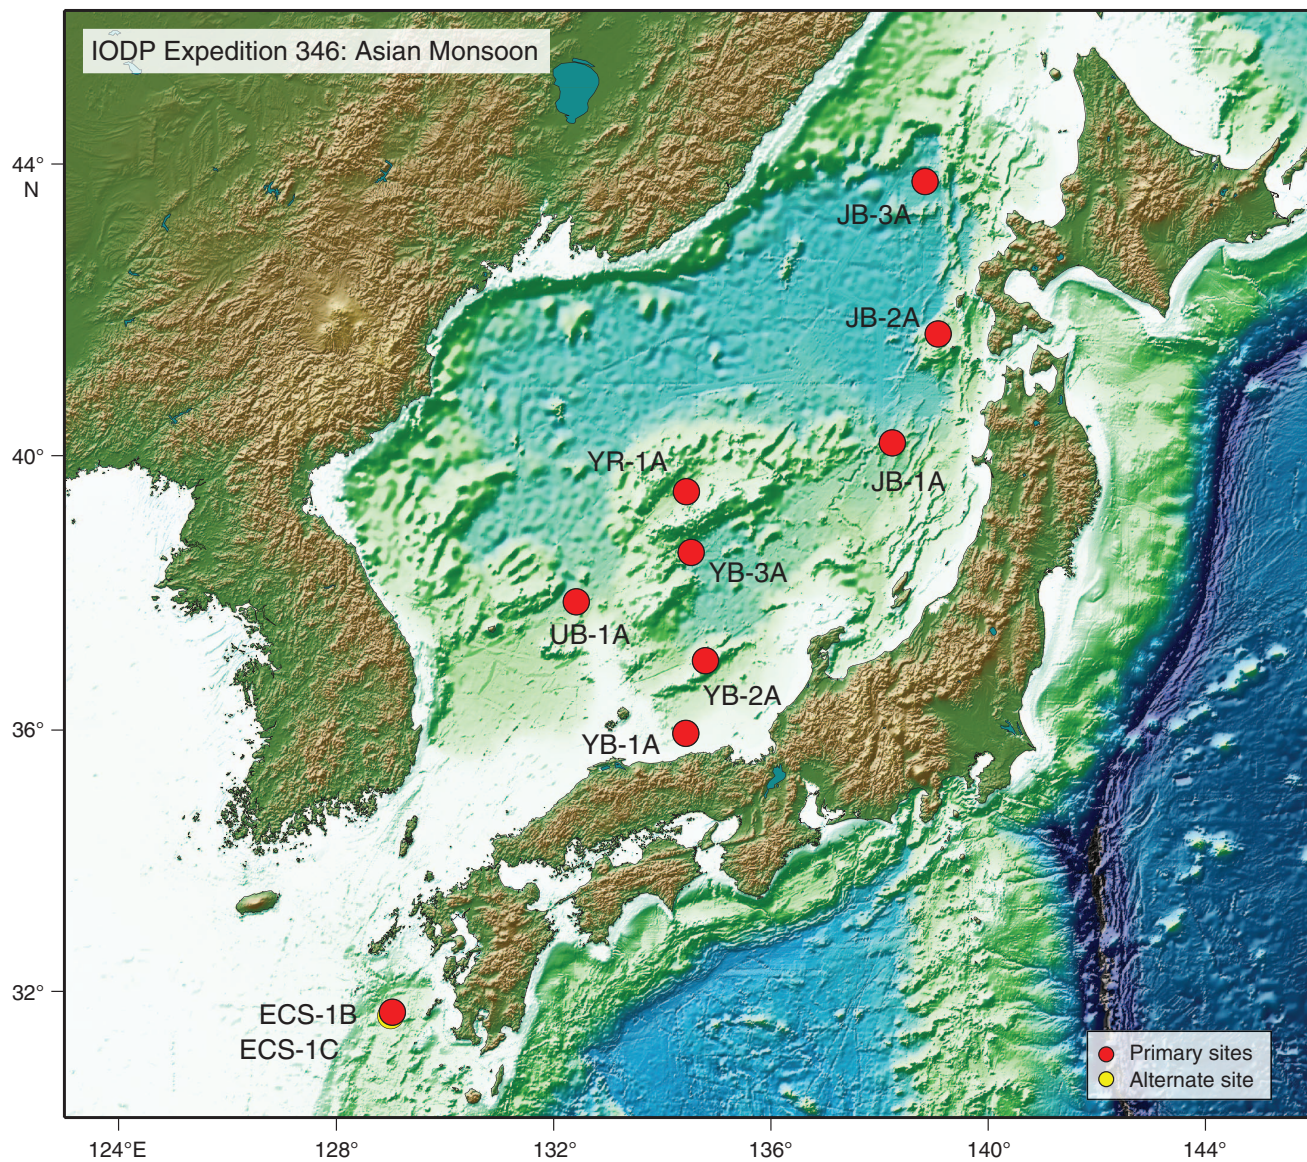 IODP Expedition 346: Asian Monsoon
44°
N
JB-3A
JB-2A
40°
YR-1A
JB-1A
YB-3A
UB-1A
YB-2A
36°
YB-1A
32°
ECS-1B
ECS-1C
Primary sites
Alternate site
124°E
128°
132°
136°
140°
144°